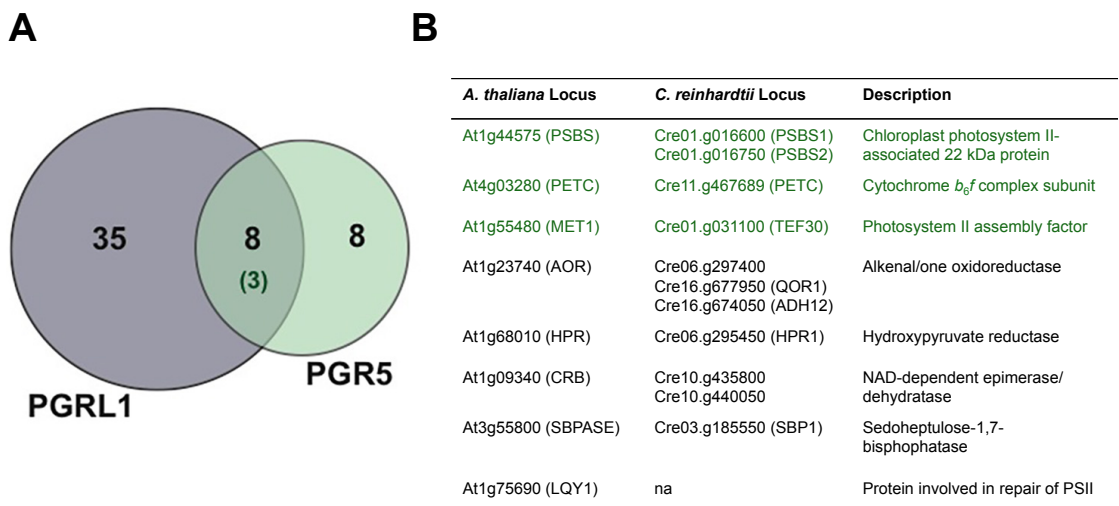 A
B
35
8
8
(3)
PGR5
PGRL1
A. thaliana Locus C. reinhardtii Locus Description
At1g44575 (PSBS) Cre01.g016600 (PSBS1) Chloroplast photosystem II-
Cre01.g016750 (PSBS2) associated 22 kDa protein
At4g03280 (PETC) Cre11.g467689 (PETC) Cytochrome b6f complex subunit
At1g55480 (MET1) Cre01.g031100 (TEF30) Photosystem II assembly factor
At1g23740 (AOR) Cre06.g297400 Alkenal/one oxidoreductase
Cre16.g677950 (QOR1)
Cre16.g674050 (ADH12)
At1g68010 (HPR) Cre06.g295450 (HPR1) Hydroxypyruvate reductase
At1g09340 (CRB) Cre10.g435800 NAD-dependent epimerase/
Cre10.g440050 dehydratase
At3g55800 (SBPASE) Cre03.g185550 (SBP1) Sedoheptulose-1,7-
bisphophatase
At1g75690 (LQY1) na Protein involved in repair of PSII